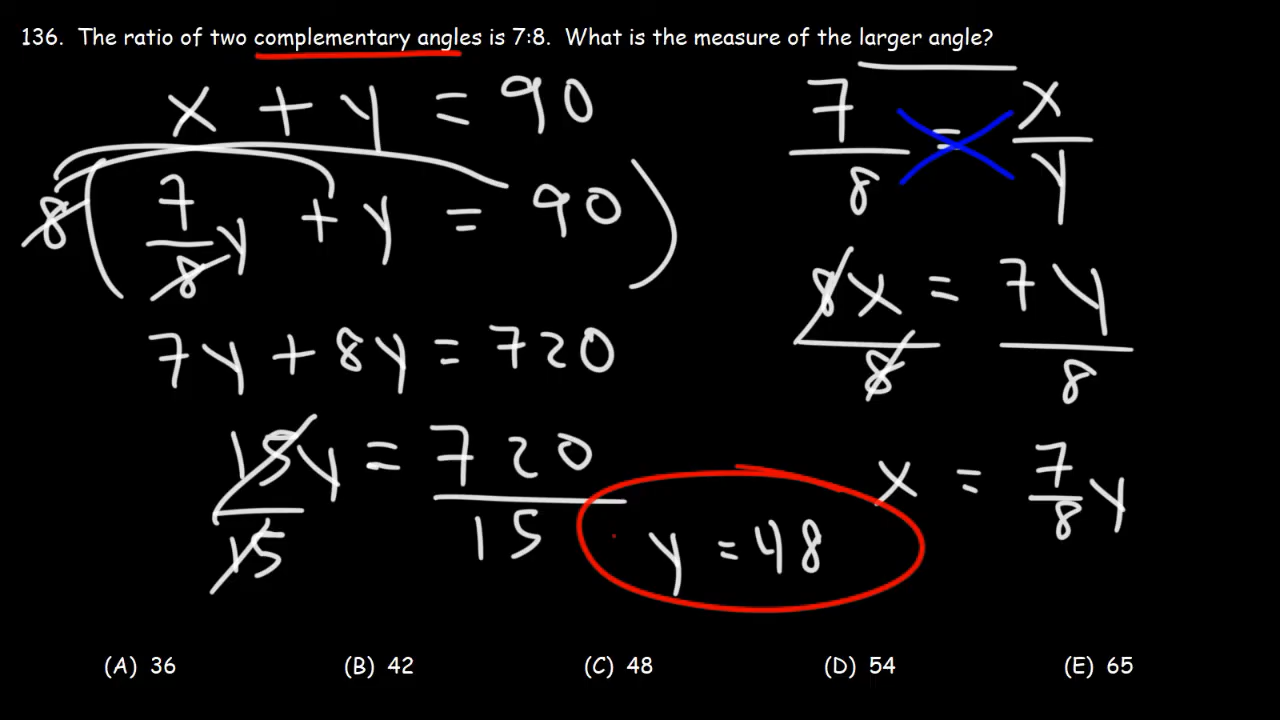 136. The ratio of two complementary angles is 7:8. What is the measure of the larger angle?
x + y = 90
8(7/8 y + y = 90)
7y + 8y = 720
15y/15 = 720/15
y = 48
7/8 = x/y
8x/8 = 7y/8
x = 7/8 y
(A) 36 (B) 42 (C) 48 (D) 54 (E) 65